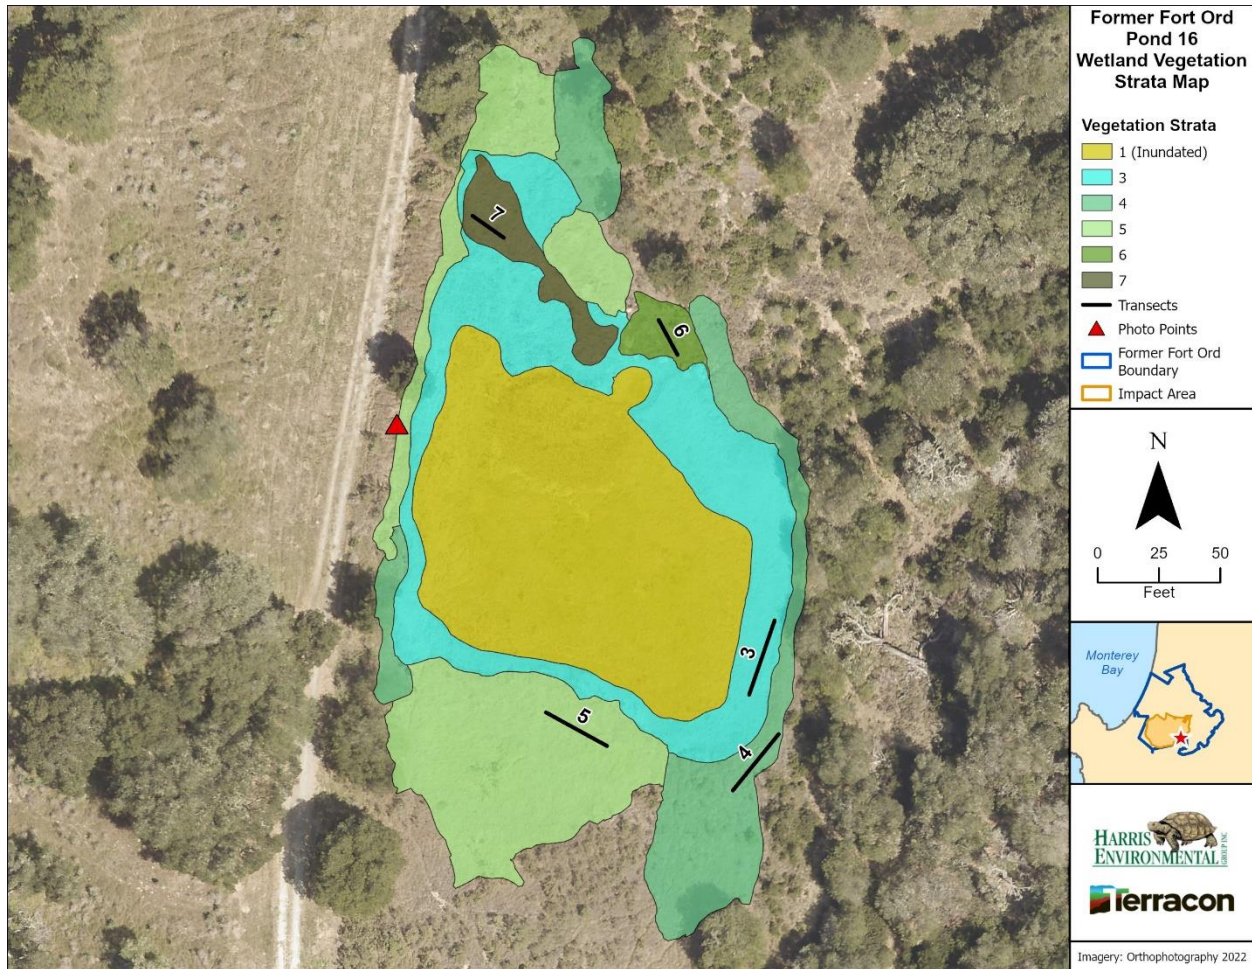 Former Fort Ord
Pond 16
Wetland Vegetation
Strata Map
Vegetation Strata
1 (Inundated)
3
4
5
6
7
Transects
Photo Points
Former Fort Ord
Boundary
Impact Area
N
0 25 50
Feet
Monterey
Bay
HARRIS
ENVIRONMENTAL
GROUP INC
Terracon
Imagery: Orthophotography 2022
7
6
3
5
4